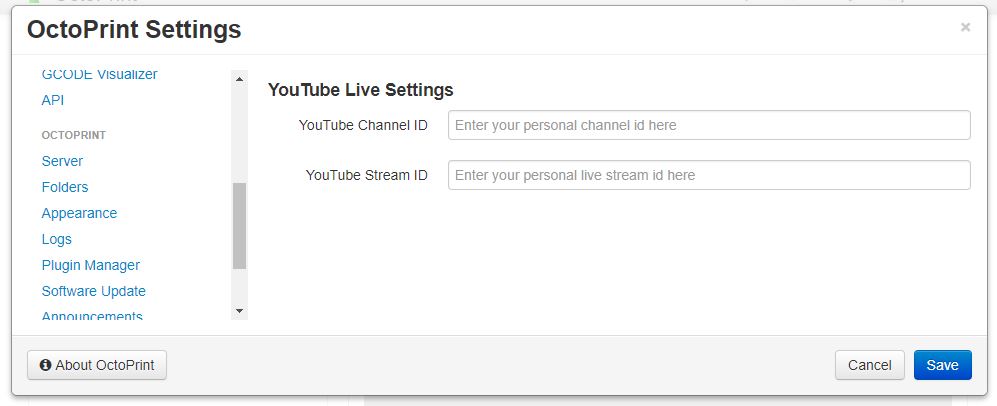 OctoPrint Settings
×
GCODE Visualizer
API
OCTOPRINT
Server
Folders
Appearance
Logs
Plugin Manager
Software Update
Announcements
YouTube Live Settings
YouTube Channel ID
Enter your personal channel id here
YouTube Stream ID
Enter your personal live stream id here
About OctoPrint
Cancel
Save